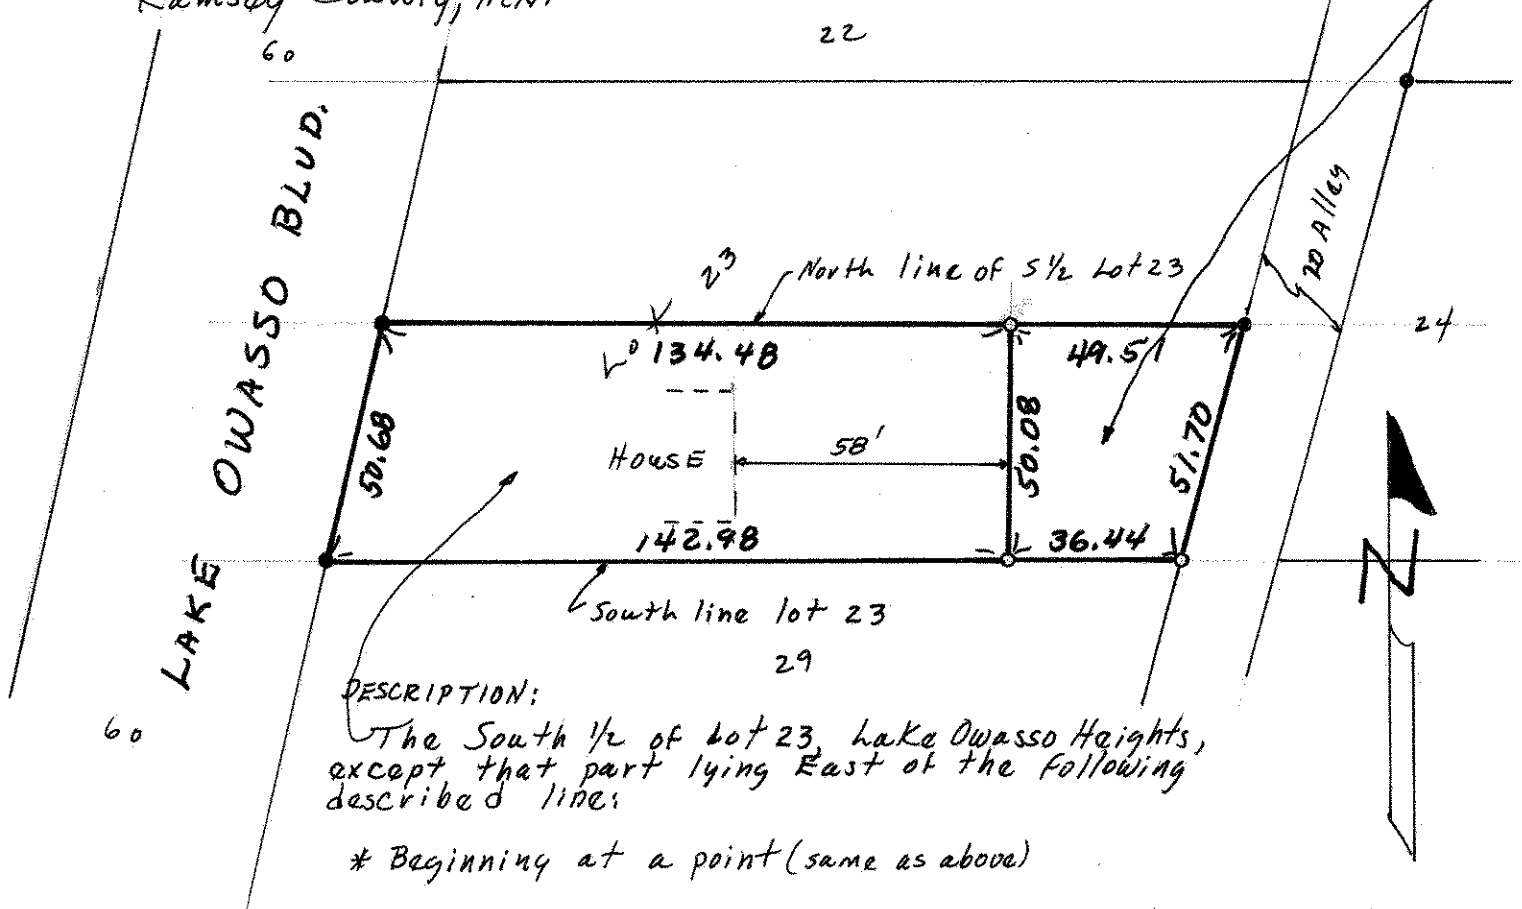 Ramsey County, Minn
60
22
LAKE OWASSO BLVD.
20 Alley
23
North line of S 1/2 Lot 23
24
Lo
134.48
49.51
50.68
House
58'
50.08
51.70
142.98
36.44
South line lot 23
N
29
60
DESCRIPTION:
The South 1/2 of Lot 23, Lake Owasso Heights,
except that part lying East of the following
described line:
* Beginning at a point (same as above)